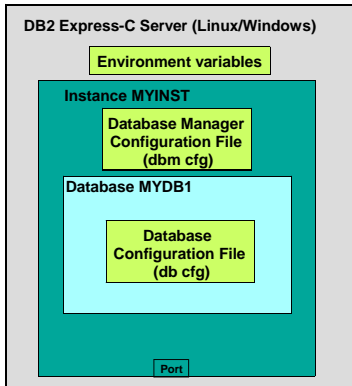 DB2 Express-C Server (Linux/Windows)
Environment variables
Instance MYINST
Database Manager
Configuration File
(dbm cfg)
Database MYDB1
Database
Configuration File
(db cfg)
Port